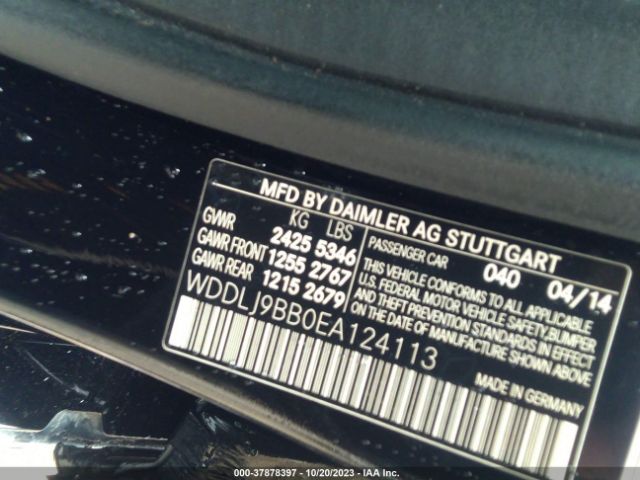 MFD BY DAIMLER AG STUTTGART
KG LBS
GVWR 2425 5346
GAWR FRONT 1255 2767
GAWR REAR 1215 2679
PASSENGER CAR 040 04/14
THIS VEHICLE CONFORMS TO ALL APPLICABLE
U.S. FEDERAL MOTOR VEHICLE SAFETY, BUMPER
AND THEFT PREVENTION STANDARDS IN EFFECT
ON THE DATE OF MANUFACTURE SHOWN ABOVE
WDDLJ9BB0EA124113
MADE IN GERMANY
000-37878397 - 10/20/2023 - IAA Inc.